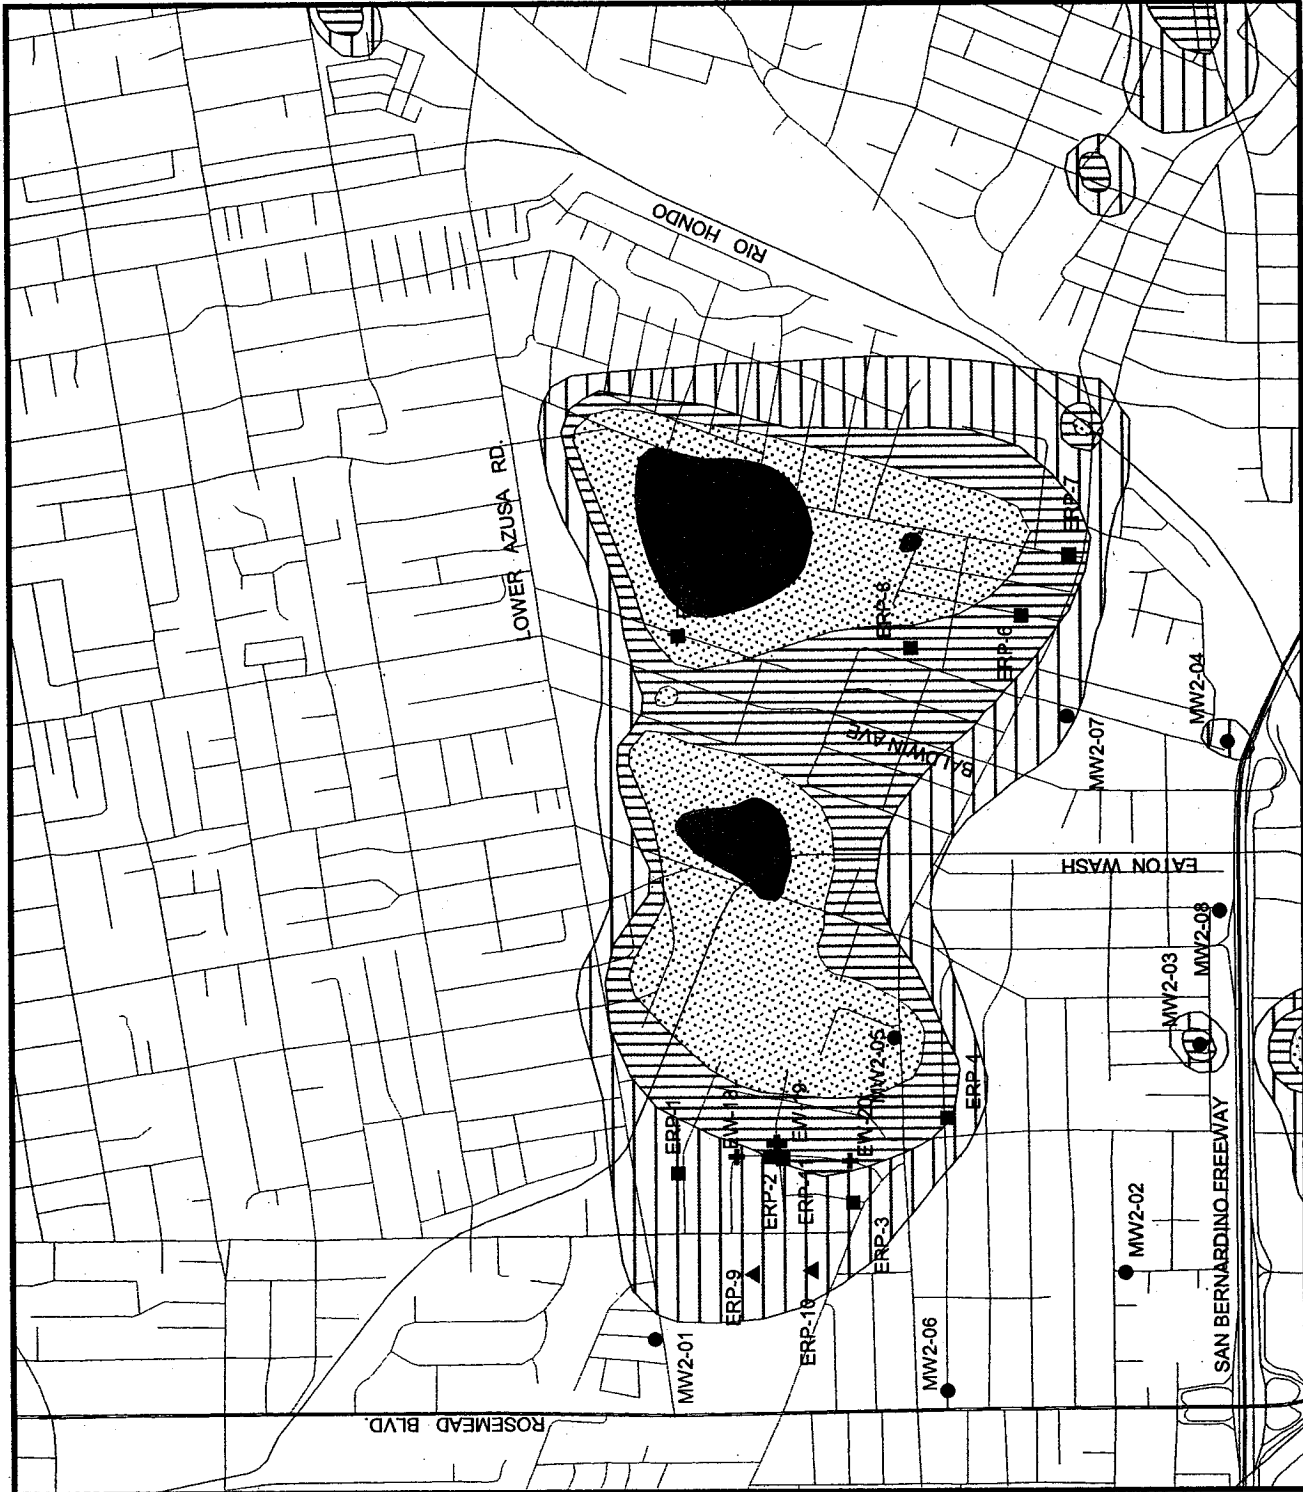 RIO HONDO
LOWER AZUSA RD.
ERP-7
ERP-8
ERP-6
MW2-04
BALDWIN AVE
MW2-07
EATON WASH
MW2-08
MW2-03
MW2-05
ERP-4
ERP-1
EW-18
EW-19
EW-20
ERP-2
ERP-3
ERP-9
ERP-10
MW2-02
MW2-01
MW2-06
SAN BERNARDINO FREEWAY
ROSEMEAD BLVD.